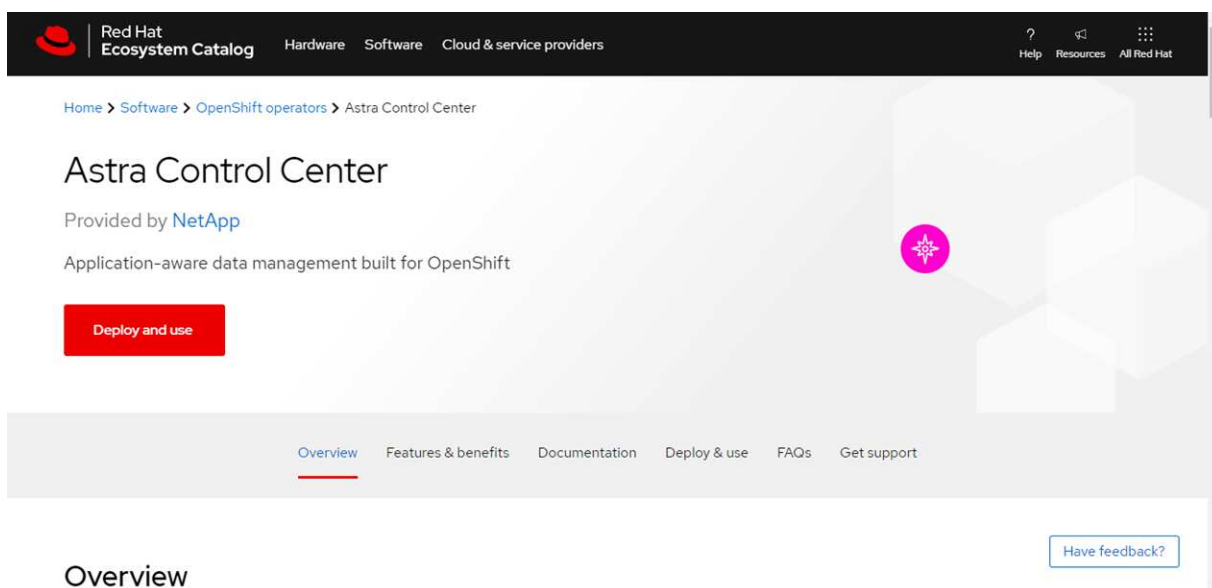 Red Hat
Ecosystem Catalog
Hardware Software Cloud & service providers
? Help Resources All Red Hat
Home > Software > OpenShift operators > Astra Control Center
Astra Control Center
Provided by NetApp
Application-aware data management built for OpenShift
Deploy and use
Overview Features & benefits Documentation Deploy & use FAQs Get support
Have feedback?
Overview